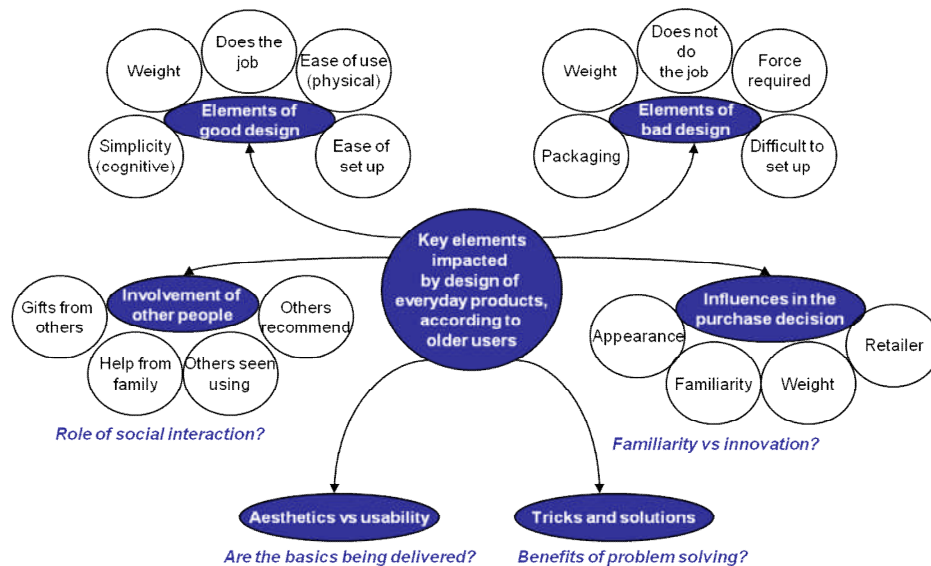 Does the
job
Weight
Ease of use
(physical)
Elements of
good design
Simplicity
(cognitive)
Ease of
set up
Does not
do
the job
Weight
Force
required
Elements of
bad design
Packaging
Difficult to
set up
Key elements
impacted
by design of
everyday products,
according to
older users
Involvement of
other people
Gifts from
others
Others
recommend
Help from
family
Others seen
using
Role of social interaction?
Influences in the
purchase decision
Appearance
Retailer
Familiarity
Weight
Familiarity vs innovation?
Aesthetics vs usability
Are the basics being delivered?
Tricks and solutions
Benefits of problem solving?